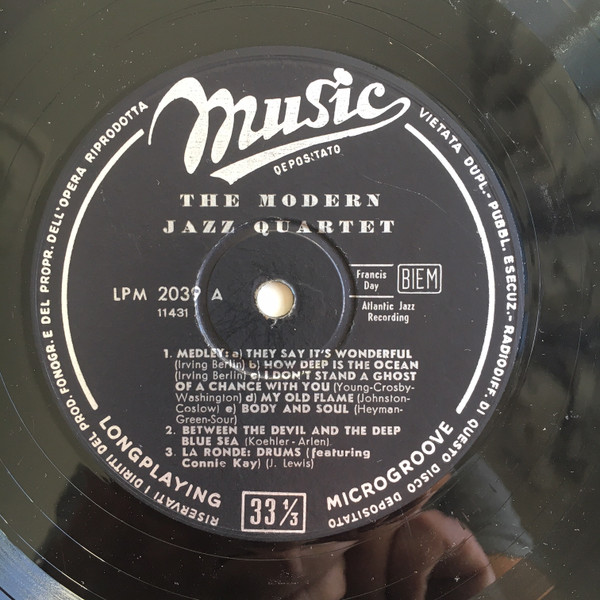 Music
DEPOSITATO
THE MODERN
JAZZ QUARTET
LPM 2039 A
11431
Francis
Day
BIEM
Atlantic Jazz
Recording
1. MEDLEY: a) THEY SAY IT'S WONDERFUL
(Irving Berlin) b) HOW DEEP IS THE OCEAN
(Irving Berlin) c) I DON'T STAND A GHOST
OF A CHANCE WITH YOU (Young-Crosby-
Washington) d) MY OLD FLAME (Johnston-
Coslow) e) BODY AND SOUL (Heyman-
Green-Sour)
2. BETWEEN THE DEVIL AND THE DEEP
BLUE SEA (Koehler-Arlen).
3. LA RONDE: DRUMS (featuring
Connie Kay) (J. Lewis)
LONGPLAYING
33 1/3
MICROGROOVE
RISERVATI I DIRITTI DEL PROD. FONOGR. E DEL PROPR. DELL'OPERA RIPRODOTTA
VIETATA DUPL. - PUBBL. ESECUZ. - RADIODIFF. DI QUESTO DISCO DEPOSITATO